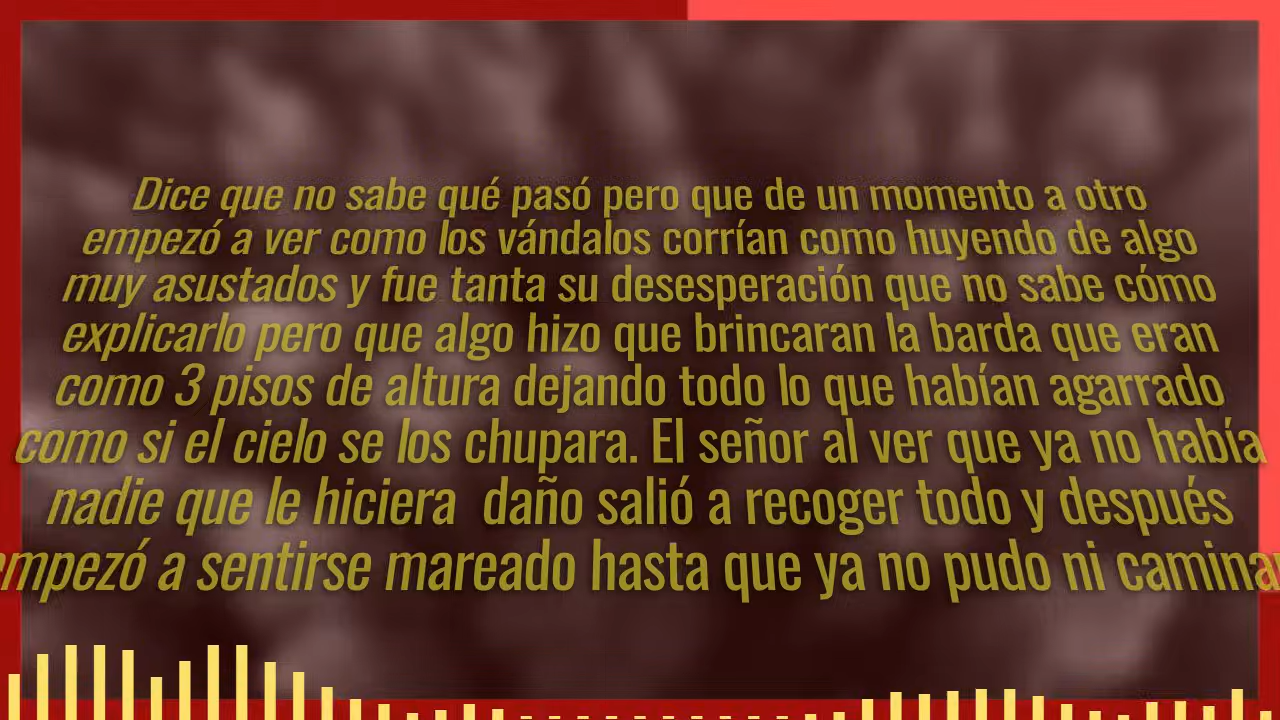 Dice que no sabe qué pasó pero que de un momento a otro
empezó a ver como los vándalos corrían como huyendo de algo
muy asustados y fue tanta su desesperación que no sabe cómo
explicarlo pero que algo hizo que brincaran la barda que eran
como 3 pisos de altura dejando todo lo que habían agarrado
como si el cielo se los chupara. El señor al ver que ya no había
nadie que le hiciera  daño salió a recoger todo y después
empezó a sentirse mareado hasta que ya no pudo ni caminar